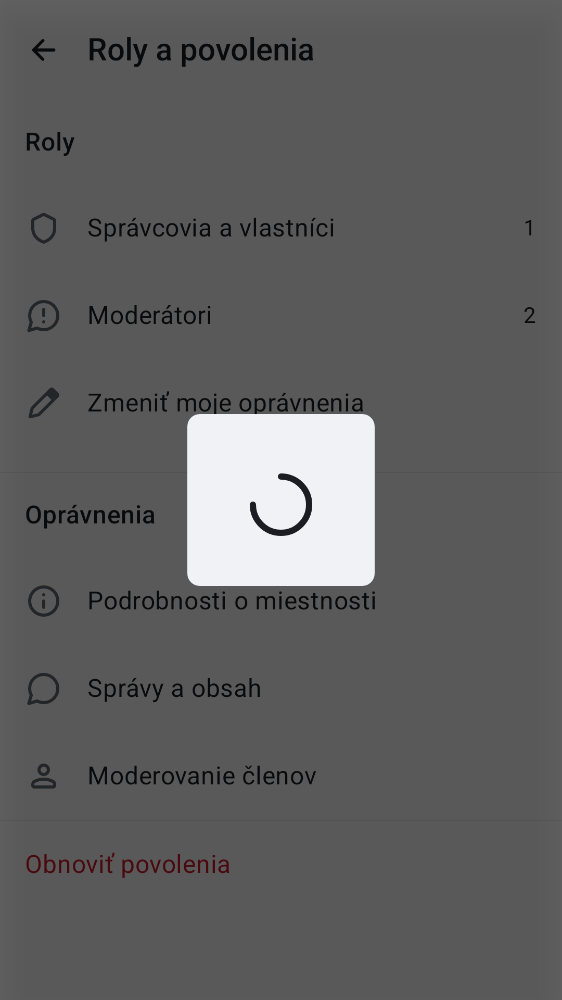 Roly a povolenia
Roly
Správcovia a vlastníci 1
Moderátori 2
Zmeniť moje oprávnenia
Oprávnenia
Podrobnosti o miestnosti
Správy a obsah
Moderovanie členov
Obnoviť povolenia